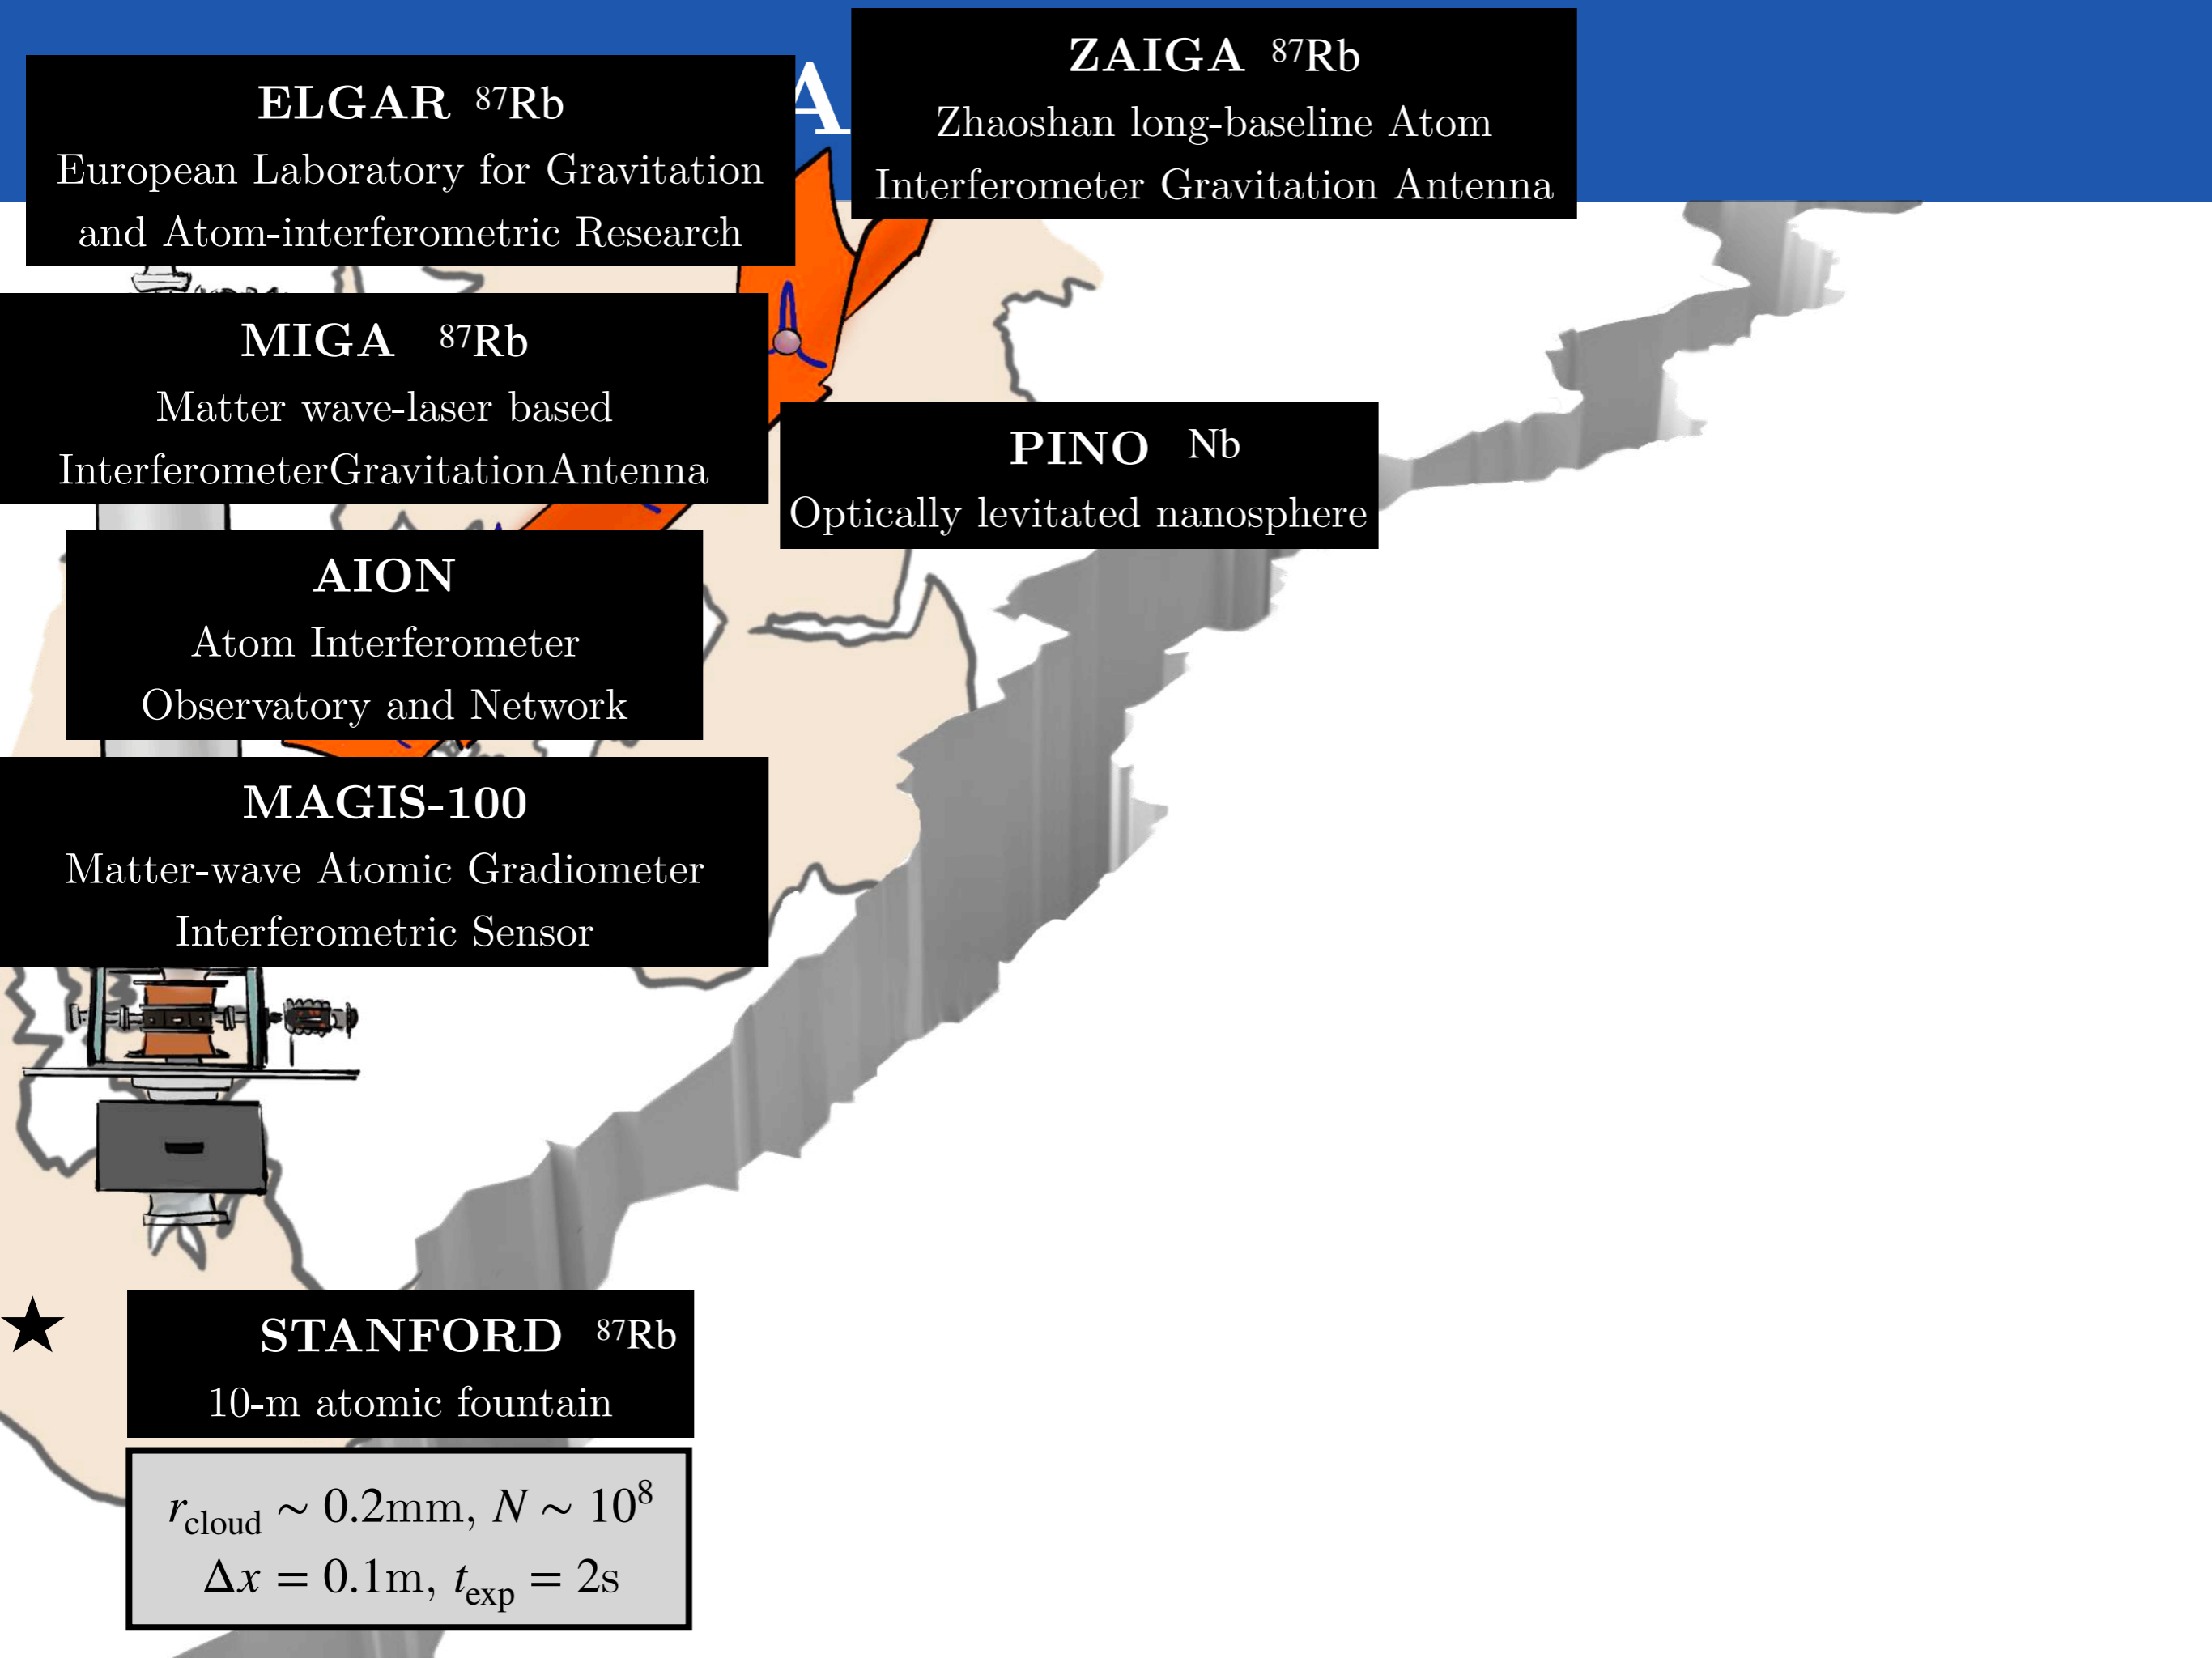 A
ZAIGA ⁸⁷Rb
Zhaoshan long-baseline Atom
Interferometer Gravitation Antenna
ELGAR ⁸⁷Rb
European Laboratory for Gravitation
and Atom-interferometric Research
MIGA ⁸⁷Rb
Matter wave-laser based
InterferometerGravitationAntenna
PINO Nb
Optically levitated nanosphere
AION
Atom Interferometer
Observatory and Network
MAGIS-100
Matter-wave Atomic Gradiometer
Interferometric Sensor
STANFORD ⁸⁷Rb
10-m atomic fountain
r_cloud ∼ 0.2mm, N ∼ 10⁸
Δx = 0.1m, t_exp = 2s